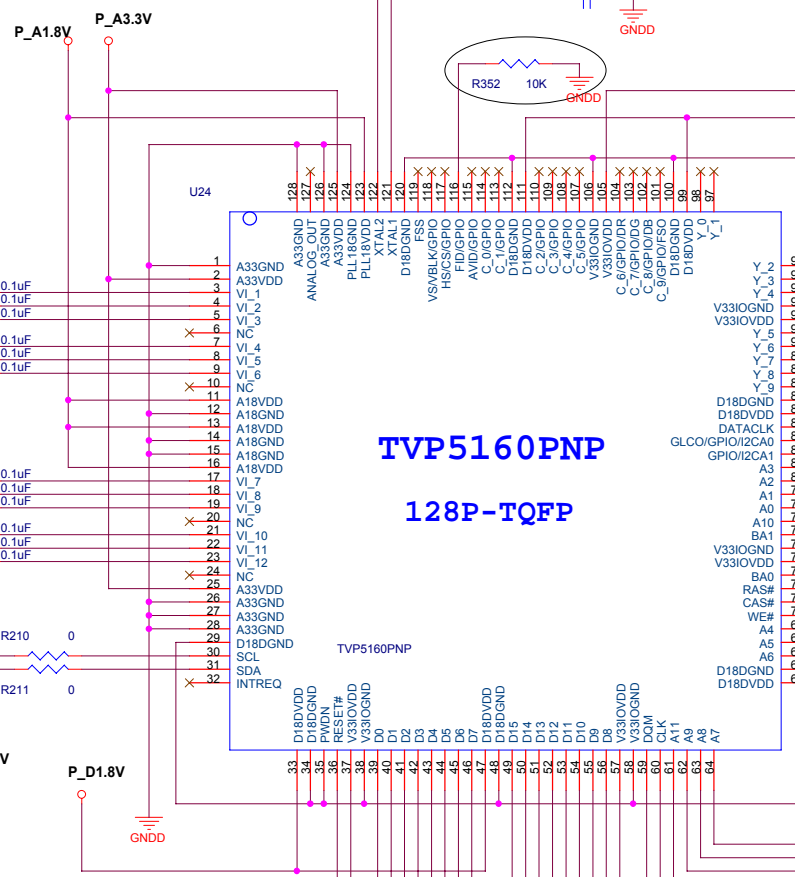 P_A3.3V
P_A1.8V
GNDD
R352 10K
GNDD
U24
128
127
126
125
124
123
122
121
120
119
118
117
116
115
114
113
112
111
110
109
108
107
106
105
104
103
102
101
100
99
98
97
A33GND
ANALOG_OUT
A33GND
A33VDD
PLL18GND
PLL18VDD
XTAL2
XTAL1
D18DGND
FSS
VS/VBLK/GPIO
HS/CS/GPIO
FID/GPIO
AVID/GPIO
C_0/GPIO
C_1/GPIO
D18DGND
D18DVDD
C_2/GPIO
C_3/GPIO
C_4/GPIO
C_5/GPIO
V33IOGND
V33IOVDD
C_6/GPIO/DR
C_7/GPIO/DG
C_8/GPIO/DB
C_9/GPIO/FSO
D18DGND
D18DVDD
Y_0
Y_1
1 A33GND
2 A33VDD
0.1uF 3 VI_1
0.1uF 4 VI_2
0.1uF 5 VI_3
6 NC
0.1uF 7 VI_4
0.1uF 8 VI_5
0.1uF 9 VI_6
10 NC
11 A18VDD
12 A18GND
13 A18VDD
14 A18GND
15 A18GND
16 A18VDD
0.1uF 17 VI_7
0.1uF 18 VI_8
0.1uF 19 VI_9
20 NC
0.1uF 21 VI_10
0.1uF 22 VI_11
0.1uF 23 VI_12
24 NC
25 A33VDD
26 A33GND
27 A33GND
28 A33GND
29 D18DGND
30 SCL
31 SDA
32 INTREQ
R210 0
R211 0
TVP5160PNP
128P-TQFP
TVP5160PNP
Y_2
Y_3
Y_4
V33IOGND
V33IOVDD
Y_5
Y_6
Y_7
Y_8
Y_9
D18DGND
D18DVDD
DATACLK
GLCO/GPIO/I2CA0
GPIO/I2CA1
A3
A2
A1
A0
A10
BA1
V33IOGND
V33IOVDD
BA0
RAS#
CAS#
WE#
A4
A5
A6
D18DGND
D18DVDD
D18DVDD
D18DGND
PWDN
RESET#
V33IOVDD
V33IOGND
D0
D1
D2
D3
D4
D5
D6
D7
D18DVDD
D18DGND
D15
D14
D13
D12
D11
D10
D9
D8
V33IOVDD
V33IOGND
DQM
CLK
A11
A9
A8
A7
33
34
35
36
37
38
39
40
41
42
43
44
45
46
47
48
49
50
51
52
53
54
55
56
57
58
59
60
61
62
63
64
V
P_D1.8V
GNDD